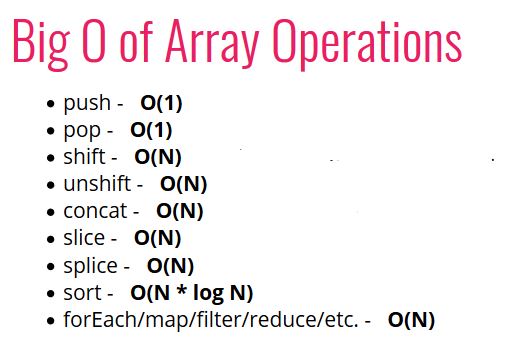 Big O of Array Operations
• push - O(1)
• pop - O(1)
• shift - O(N)
• unshift - O(N)
• concat - O(N)
• slice - O(N)
• splice - O(N)
• sort - O(N * log N)
• forEach/map/filter/reduce/etc. - O(N)